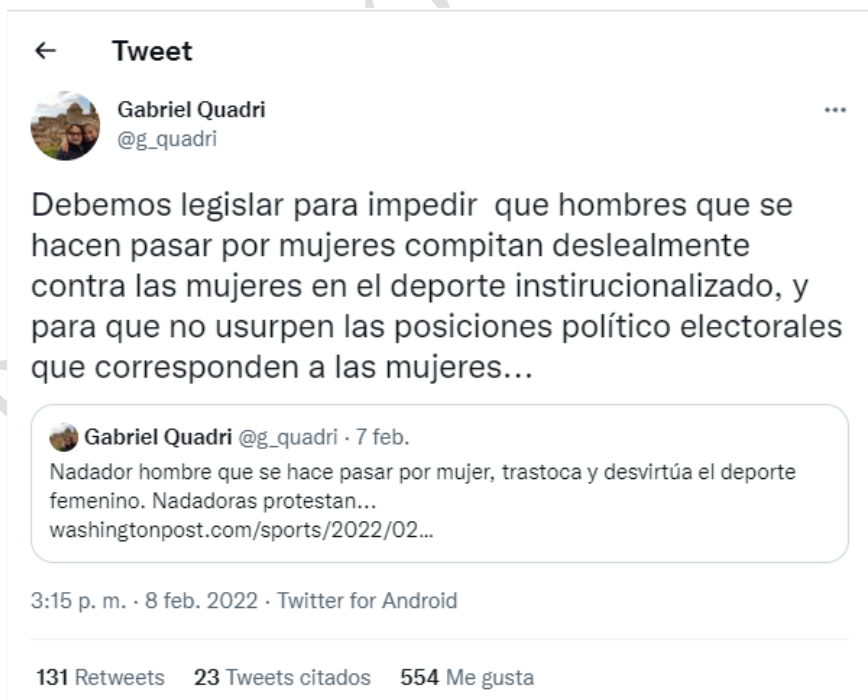 ← Tweet
Gabriel Quadri
@g_quadri
Debemos legislar para impedir que hombres que se
hacen pasar por mujeres compitan deslealmente
contra las mujeres en el deporte instirucionalizado, y
para que no usurpen las posiciones político electorales
que corresponden a las mujeres...
Gabriel Quadri @g_quadri · 7 feb.
Nadador hombre que se hace pasar por mujer, trastoca y desvirtúa el deporte
femenino. Nadadoras protestan...
washingtonpost.com/sports/2022/02...
3:15 p. m. · 8 feb. 2022 · Twitter for Android
131 Retweets 23 Tweets citados 554 Me gusta